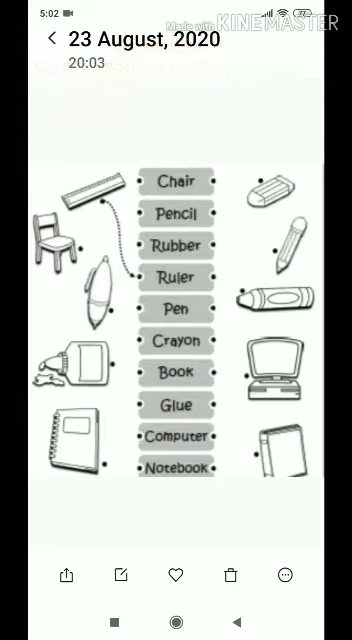 5:02
77
Made with KINEMASTER
23 August, 2020
20:03
Chair
Pencil
Rubber
Ruler
Pen
Crayon
Book
Glue
Computer
Notebook